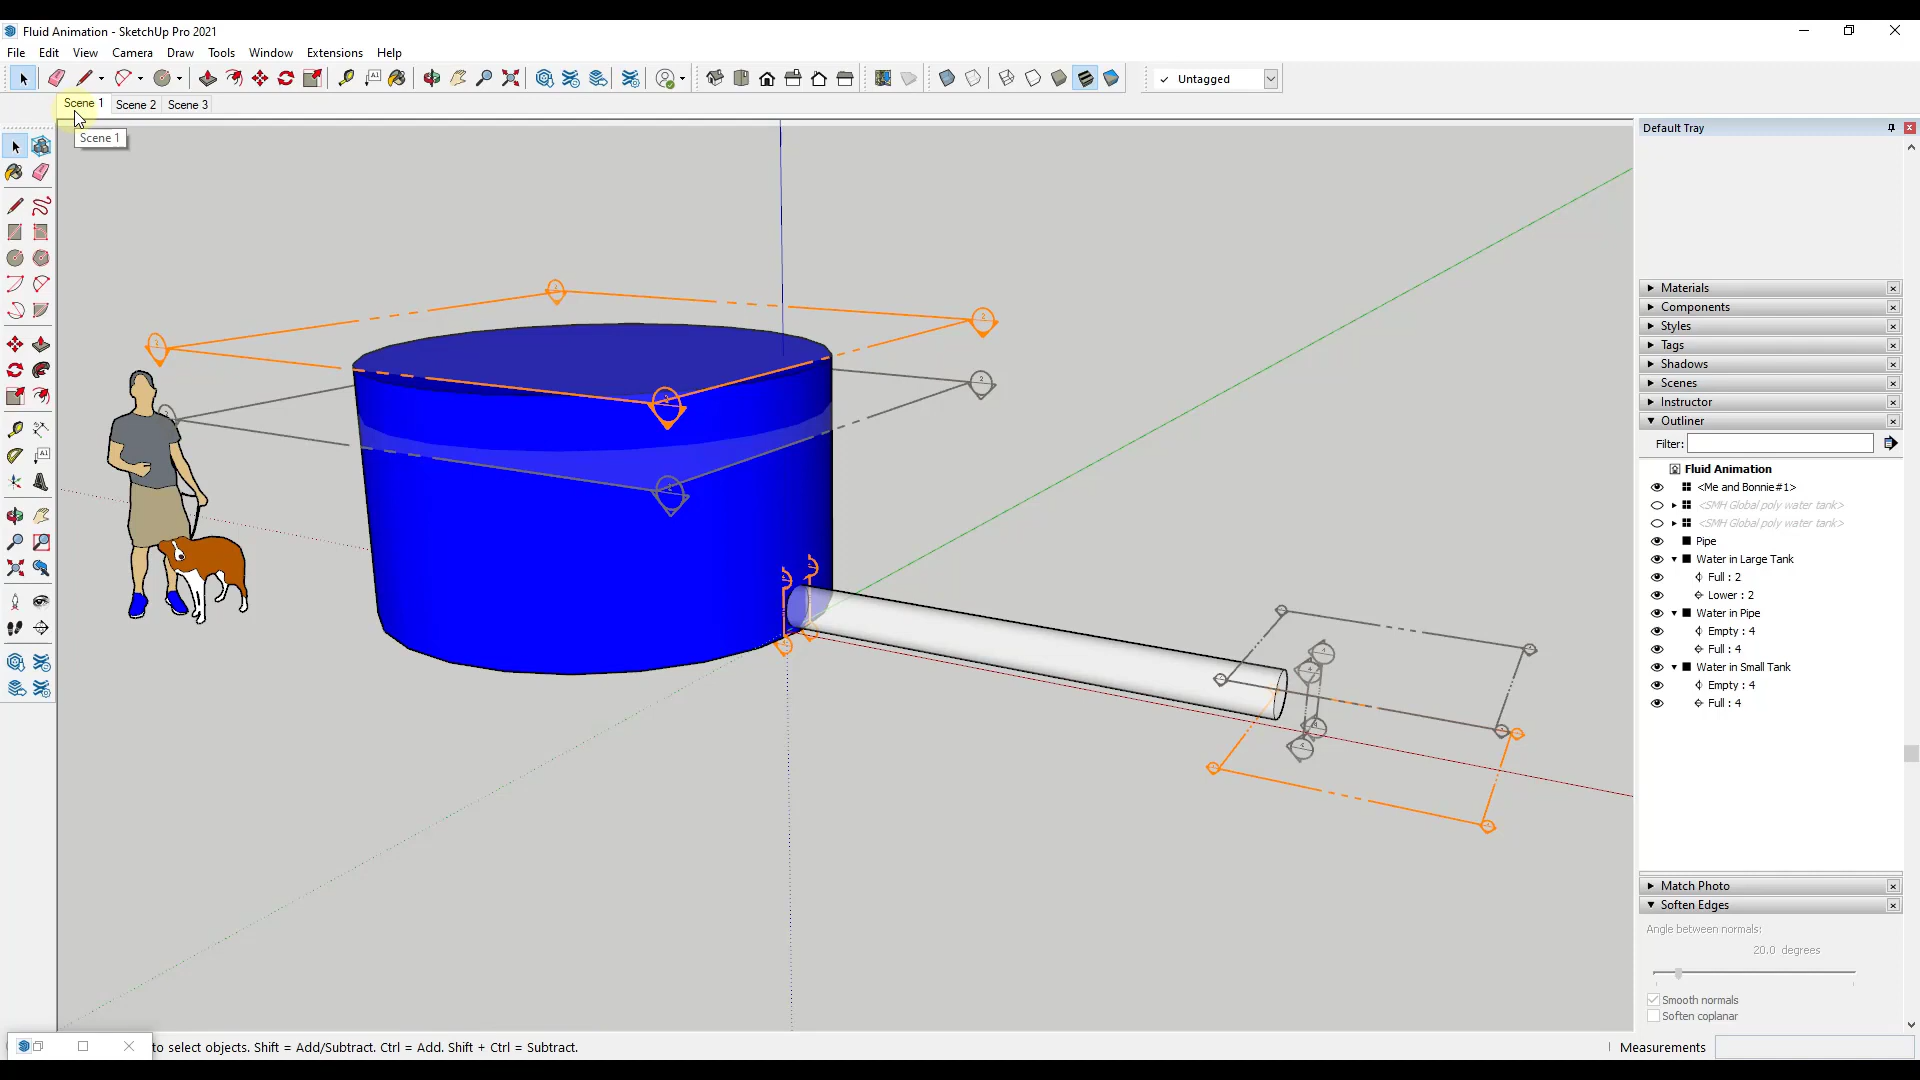 Fluid Animation - SketchUp Pro 2021
File Edit View Camera Draw Tools Window Extensions Help
Untagged
Scene 1 Scene 2 Scene 3
Scene 1
Default Tray
Materials
Components
Styles
Tags
Shadows
Scenes
Instructor
Outliner
Filter:
Fluid Animation
<Me and Bonnie#1>
<SMH Global poly water tank>
<SMH Global poly water tank>
Pipe
Water in Large Tank
Full : 2
Lower : 2
Water in Pipe
Empty : 4
Full : 4
Water in Small Tank
Empty : 4
Full : 4
Match Photo
Soften Edges
Angle between normals:
20.0 degrees
Smooth normals
Soften coplanar
to select objects. Shift = Add/Subtract. Ctrl = Add. Shift + Ctrl = Subtract.
Measurements